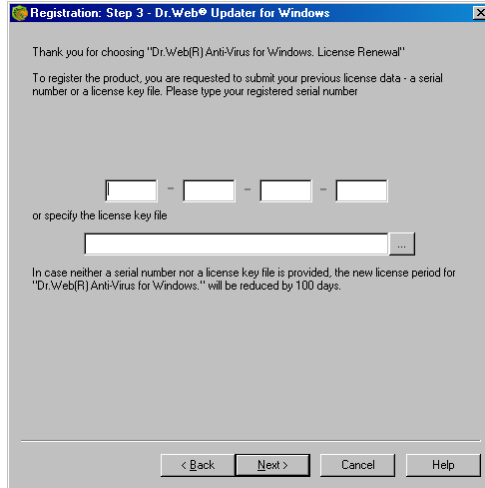 Registration: Step 3 - Dr.Web® Updater for Windows
Thank you for choosing "Dr.Web(R) Anti-Virus for Windows. License Renewal"
To register the product, you are requested to submit your previous license data - a serial
number or a license key file. Please type your registered serial number
- - -
or specify the license key file
...
In case neither a serial number nor a license key file is provided, the new license period for
"Dr.Web(R) Anti-Virus for Windows." will be reduced by 100 days.
< Back Next > Cancel Help